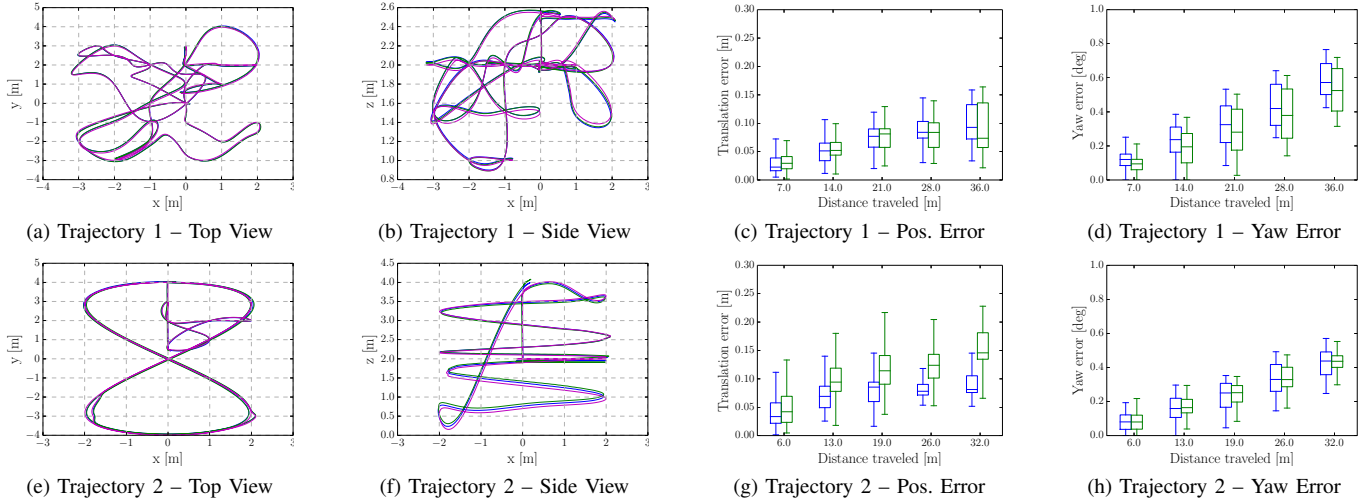 5
4
3
2
1
0
−1
−2
−3
−4
−4 −3 −2 −1 0 1 2 3
x [m]
y [m]
(a) Trajectory 1 – Top View
2.6
2.4
2.2
2.0
1.8
1.6
1.4
1.2
1.0
0.8
−4 −3 −2 −1 0 1 2 3
x [m]
z [m]
(b) Trajectory 1 – Side View
0.30
0.25
0.20
0.15
0.10
0.05
0.00
7.0 14.0 21.0 28.0 36.0
Distance traveled [m]
Translation error [m]
(c) Trajectory 1 – Pos. Error
1.0
0.8
0.6
0.4
0.2
0.0
7.0 14.0 21.0 28.0 36.0
Distance traveled [m]
Yaw error [deg]
(d) Trajectory 1 – Yaw Error
5
4
3
2
1
0
−1
−2
−3
−4
−3 −2 −1 0 1 2 3
x [m]
y [m]
(e) Trajectory 2 – Top View
4.5
4.0
3.5
3.0
2.5
2.0
1.5
1.0
0.5
0.0
−3 −2 −1 0 1 2 3
x [m]
z [m]
(f) Trajectory 2 – Side View
0.30
0.25
0.20
0.15
0.10
0.05
0.00
6.0 13.0 19.0 26.0 32.0
Distance traveled [m]
Translation error [m]
(g) Trajectory 2 – Pos. Error
1.0
0.8
0.6
0.4
0.2
0.0
6.0 13.0 19.0 26.0 32.0
Distance traveled [m]
Yaw error [deg]
(h) Trajectory 2 – Yaw Error